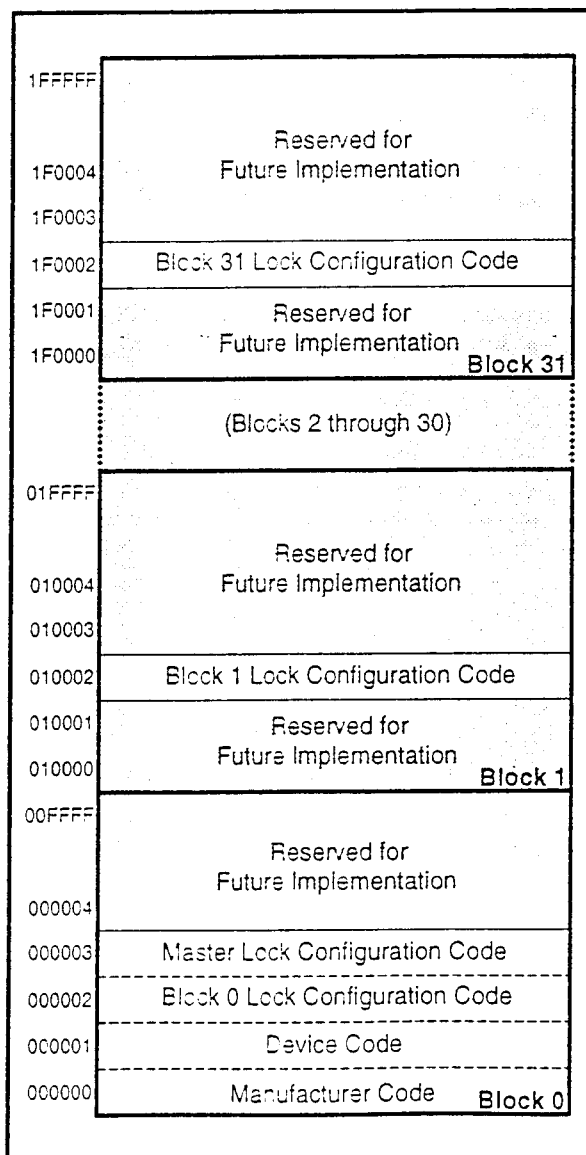 1FFFFF
Reserved for
Future Implementation
1F0004
1F0003
1F0002 Block 31 Lock Configuration Code
1F0001 Reserved for
Future Implementation
1F0000
Block 31
(Blocks 2 through 30)
01FFFF
Reserved for
Future Implementation
010004
010003
010002 Block 1 Lock Configuration Code
010001 Reserved for
Future Implementation
010000
Block 1
00FFFF
Reserved for
Future Implementation
000004
000003 Master Lock Configuration Code
000002 Block 0 Lock Configuration Code
000001 Device Code
000000 Manufacturer Code Block 0